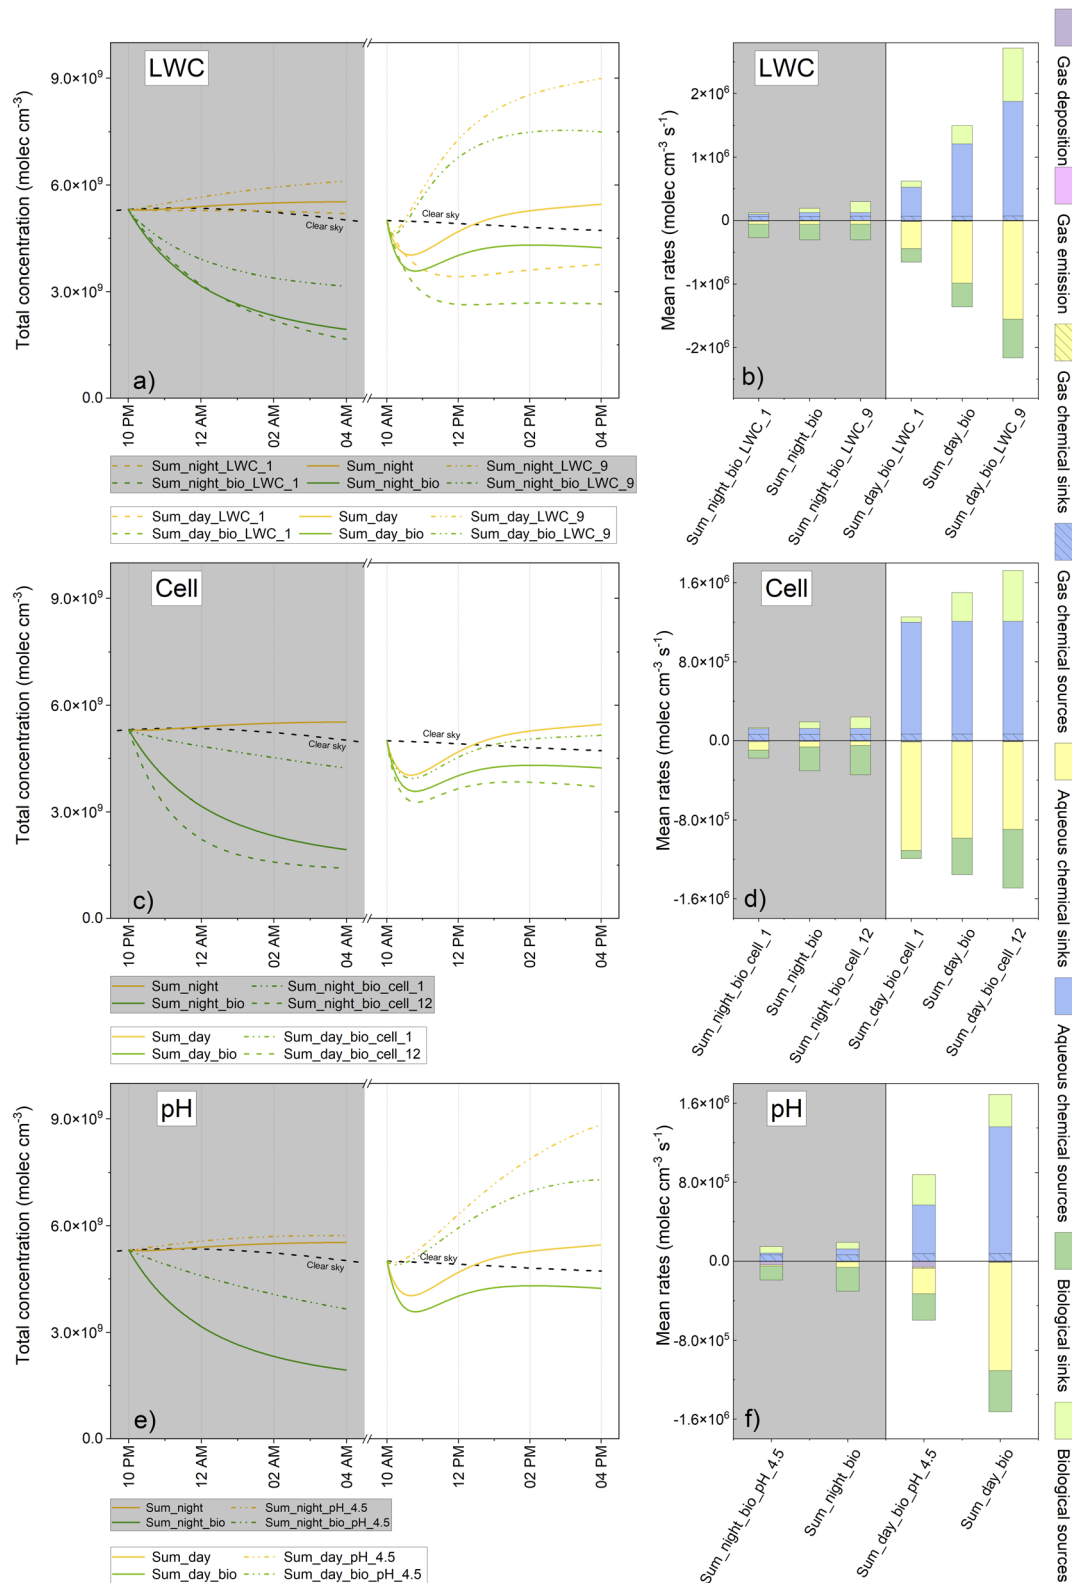 LWC
9.0×10⁹
6.0×10⁹
3.0×10⁹
0.0
Total concentration (molec cm⁻³)
Clear sky
Clear sky
a)
10 PM
12 AM
02 AM
04 AM
10 AM
12 PM
02 PM
04 PM
Sum_night_LWC_1
Sum_night
Sum_night_LWC_9
Sum_night_bio_LWC_1
Sum_night_bio
Sum_night_bio_LWC_9
Sum_day_LWC_1
Sum_day
Sum_day_LWC_9
Sum_day_bio_LWC_1
Sum_day_bio
Sum_day_bio_LWC_9
LWC
2×10⁶
1×10⁶
0
-1×10⁶
-2×10⁶
Mean rates (molec cm⁻³ s⁻¹)
b)
Sum_night_bio_LWC_1
Sum_night_bio
Sum_night_bio_LWC_9
Sum_day_bio_LWC_1
Sum_day_bio
Sum_day_bio_LWC_9
Cell
9.0×10⁹
6.0×10⁹
3.0×10⁹
0.0
Total concentration (molec cm⁻³)
Clear sky
Clear sky
c)
10 PM
12 AM
02 AM
04 AM
10 AM
12 PM
02 PM
04 PM
Sum_night
Sum_night_bio_cell_1
Sum_night_bio
Sum_night_bio_cell_12
Sum_day
Sum_day_bio_cell_1
Sum_day_bio
Sum_day_bio_cell_12
Cell
1.6×10⁶
8.0×10⁵
0.0
-8.0×10⁵
-1.6×10⁶
Mean rates (molec cm⁻³ s⁻¹)
d)
Sum_night_bio_cell_1
Sum_night_bio
Sum_night_bio_cell_12
Sum_day_bio_cell_1
Sum_day_bio
Sum_day_bio_cell_12
pH
9.0×10⁹
6.0×10⁹
3.0×10⁹
0.0
Total concentration (molec cm⁻³)
Clear sky
Clear sky
e)
10 PM
12 AM
02 AM
04 AM
10 AM
12 PM
02 PM
04 PM
Sum_night
Sum_night_pH_4.5
Sum_night_bio
Sum_night_bio_pH_4.5
Sum_day
Sum_day_pH_4.5
Sum_day_bio
Sum_day_bio_pH_4.5
pH
1.6×10⁶
8.0×10⁵
0.0
-8.0×10⁵
-1.6×10⁶
Mean rates (molec cm⁻³ s⁻¹)
f)
Sum_night_bio_pH_4.5
Sum_night_bio
Sum_day_bio_pH_4.5
Sum_day_bio
Gas deposition
Gas emission
Gas chemical sinks
Gas chemical sources
Aqueous chemical sinks
Aqueous chemical sources
Biological sinks
Biological sources